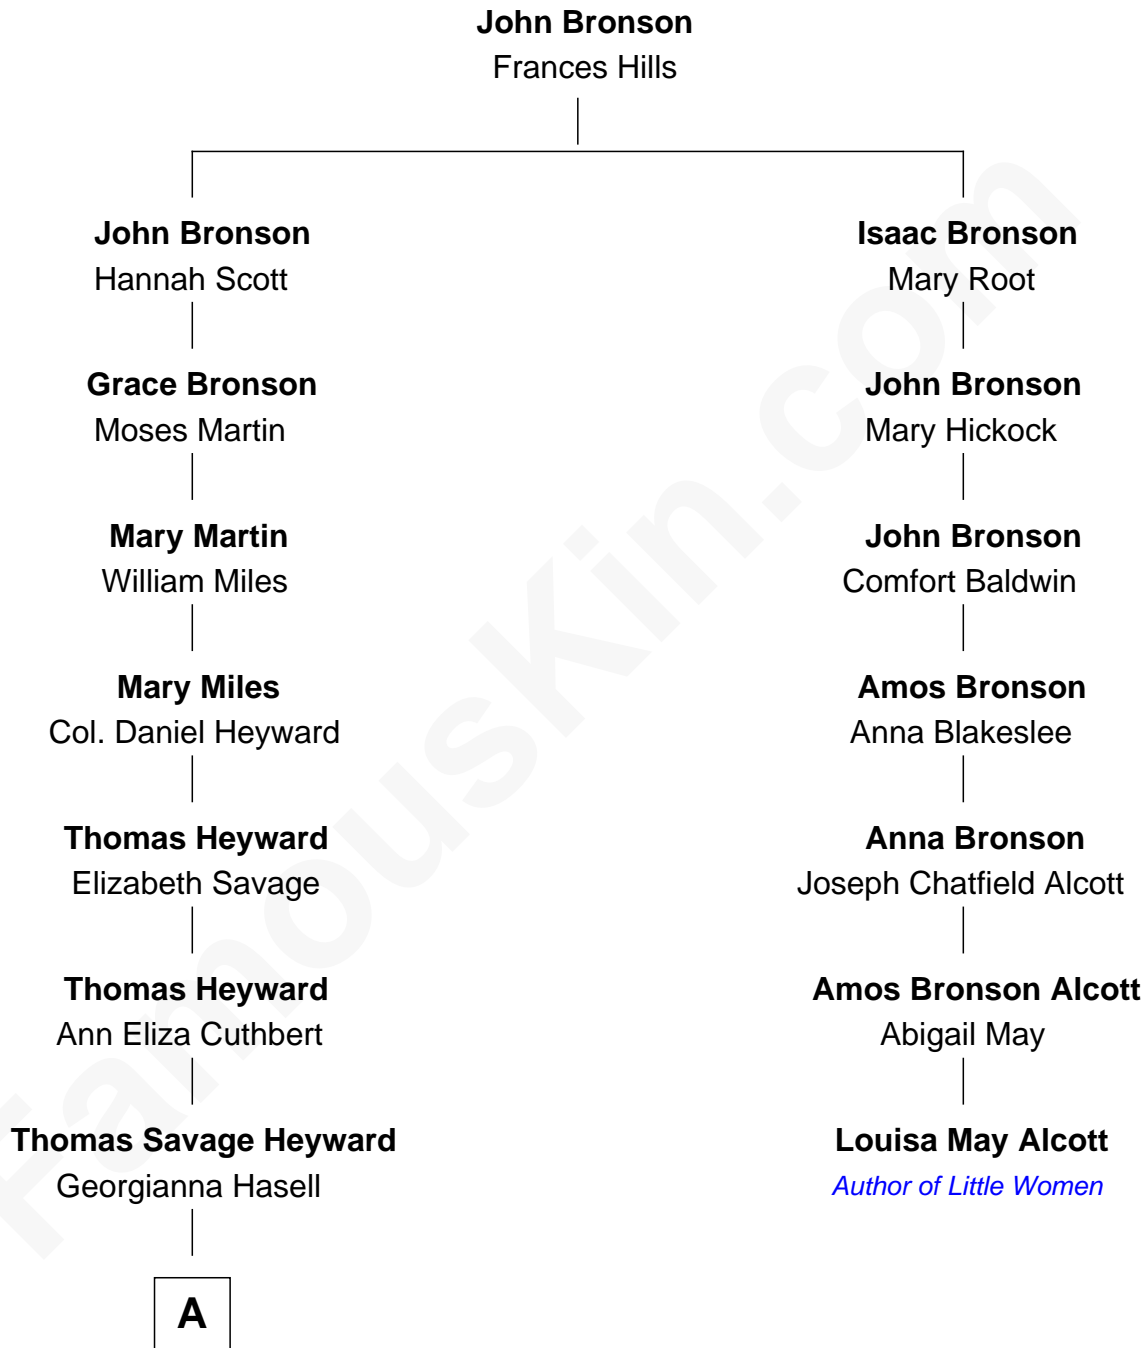 John Bronson
Frances Hills
John Bronson
Hannah Scott
Grace Bronson
Moses Martin
Mary Martin
William Miles
Mary Miles
Col. Daniel Heyward
Thomas Heyward
Elizabeth Savage
Thomas Heyward
Ann Eliza Cuthbert
Thomas Savage Heyward
Georgianna Hasell
A
Isaac Bronson
Mary Root
John Bronson
Mary Hickock
John Bronson
Comfort Baldwin
Amos Bronson
Anna Blakeslee
Anna Bronson
Joseph Chatfield Alcott
Amos Bronson Alcott
Abigail May
Louisa May Alcott
Author of Little Women
FamousKin.com